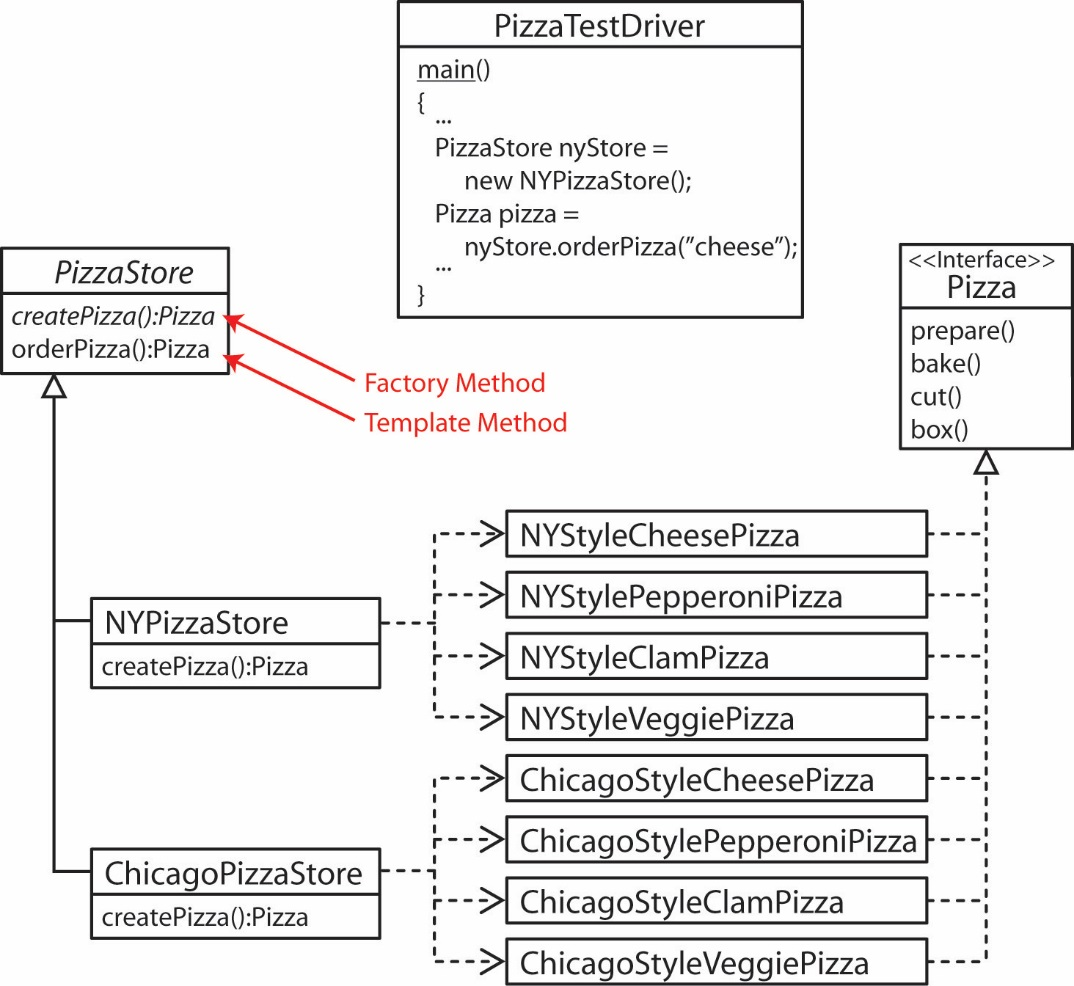 PizzaTestDriver
main()
{
...
PizzaStore nyStore =
new NYPizzaStore();
Pizza pizza =
nyStore.orderPizza(”cheese”);
...
}
PizzaStore
createPizza():Pizza
orderPizza():Pizza
Factory Method
Template Method
<<Interface>>
Pizza
prepare()
bake()
cut()
box()
NYPizzaStore
createPizza():Pizza
ChicagoPizzaStore
createPizza():Pizza
NYStyleCheesePizza
NYStylePepperoniPizza
NYStyleClamPizza
NYStyleVeggiePizza
ChicagoStyleCheesePizza
ChicagoStylePepperoniPizza
ChicagoStyleClamPizza
ChicagoStyleVeggiePizza